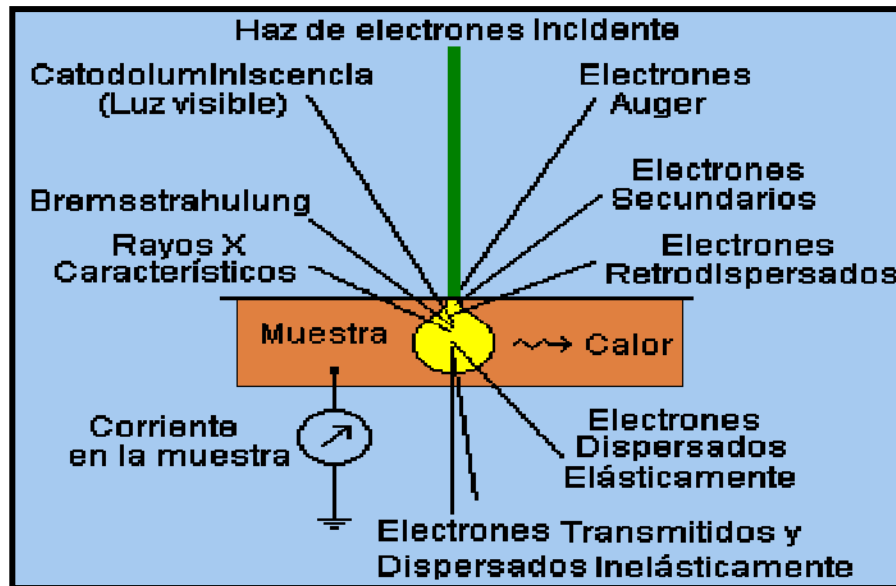 Haz de electrones Incidente
Catodoluminiscencia
(Luz visible)
Electrones
Auger
Electrones
Secundarios
Bremsstrahulung
Rayos X
Característicos
Electrones
Retrodispersados
Muestra
Calor
Corriente
en la muestra
Electrones
Dispersados
Elásticamente
Electrones Transmitidos y
Dispersados Inelásticamente